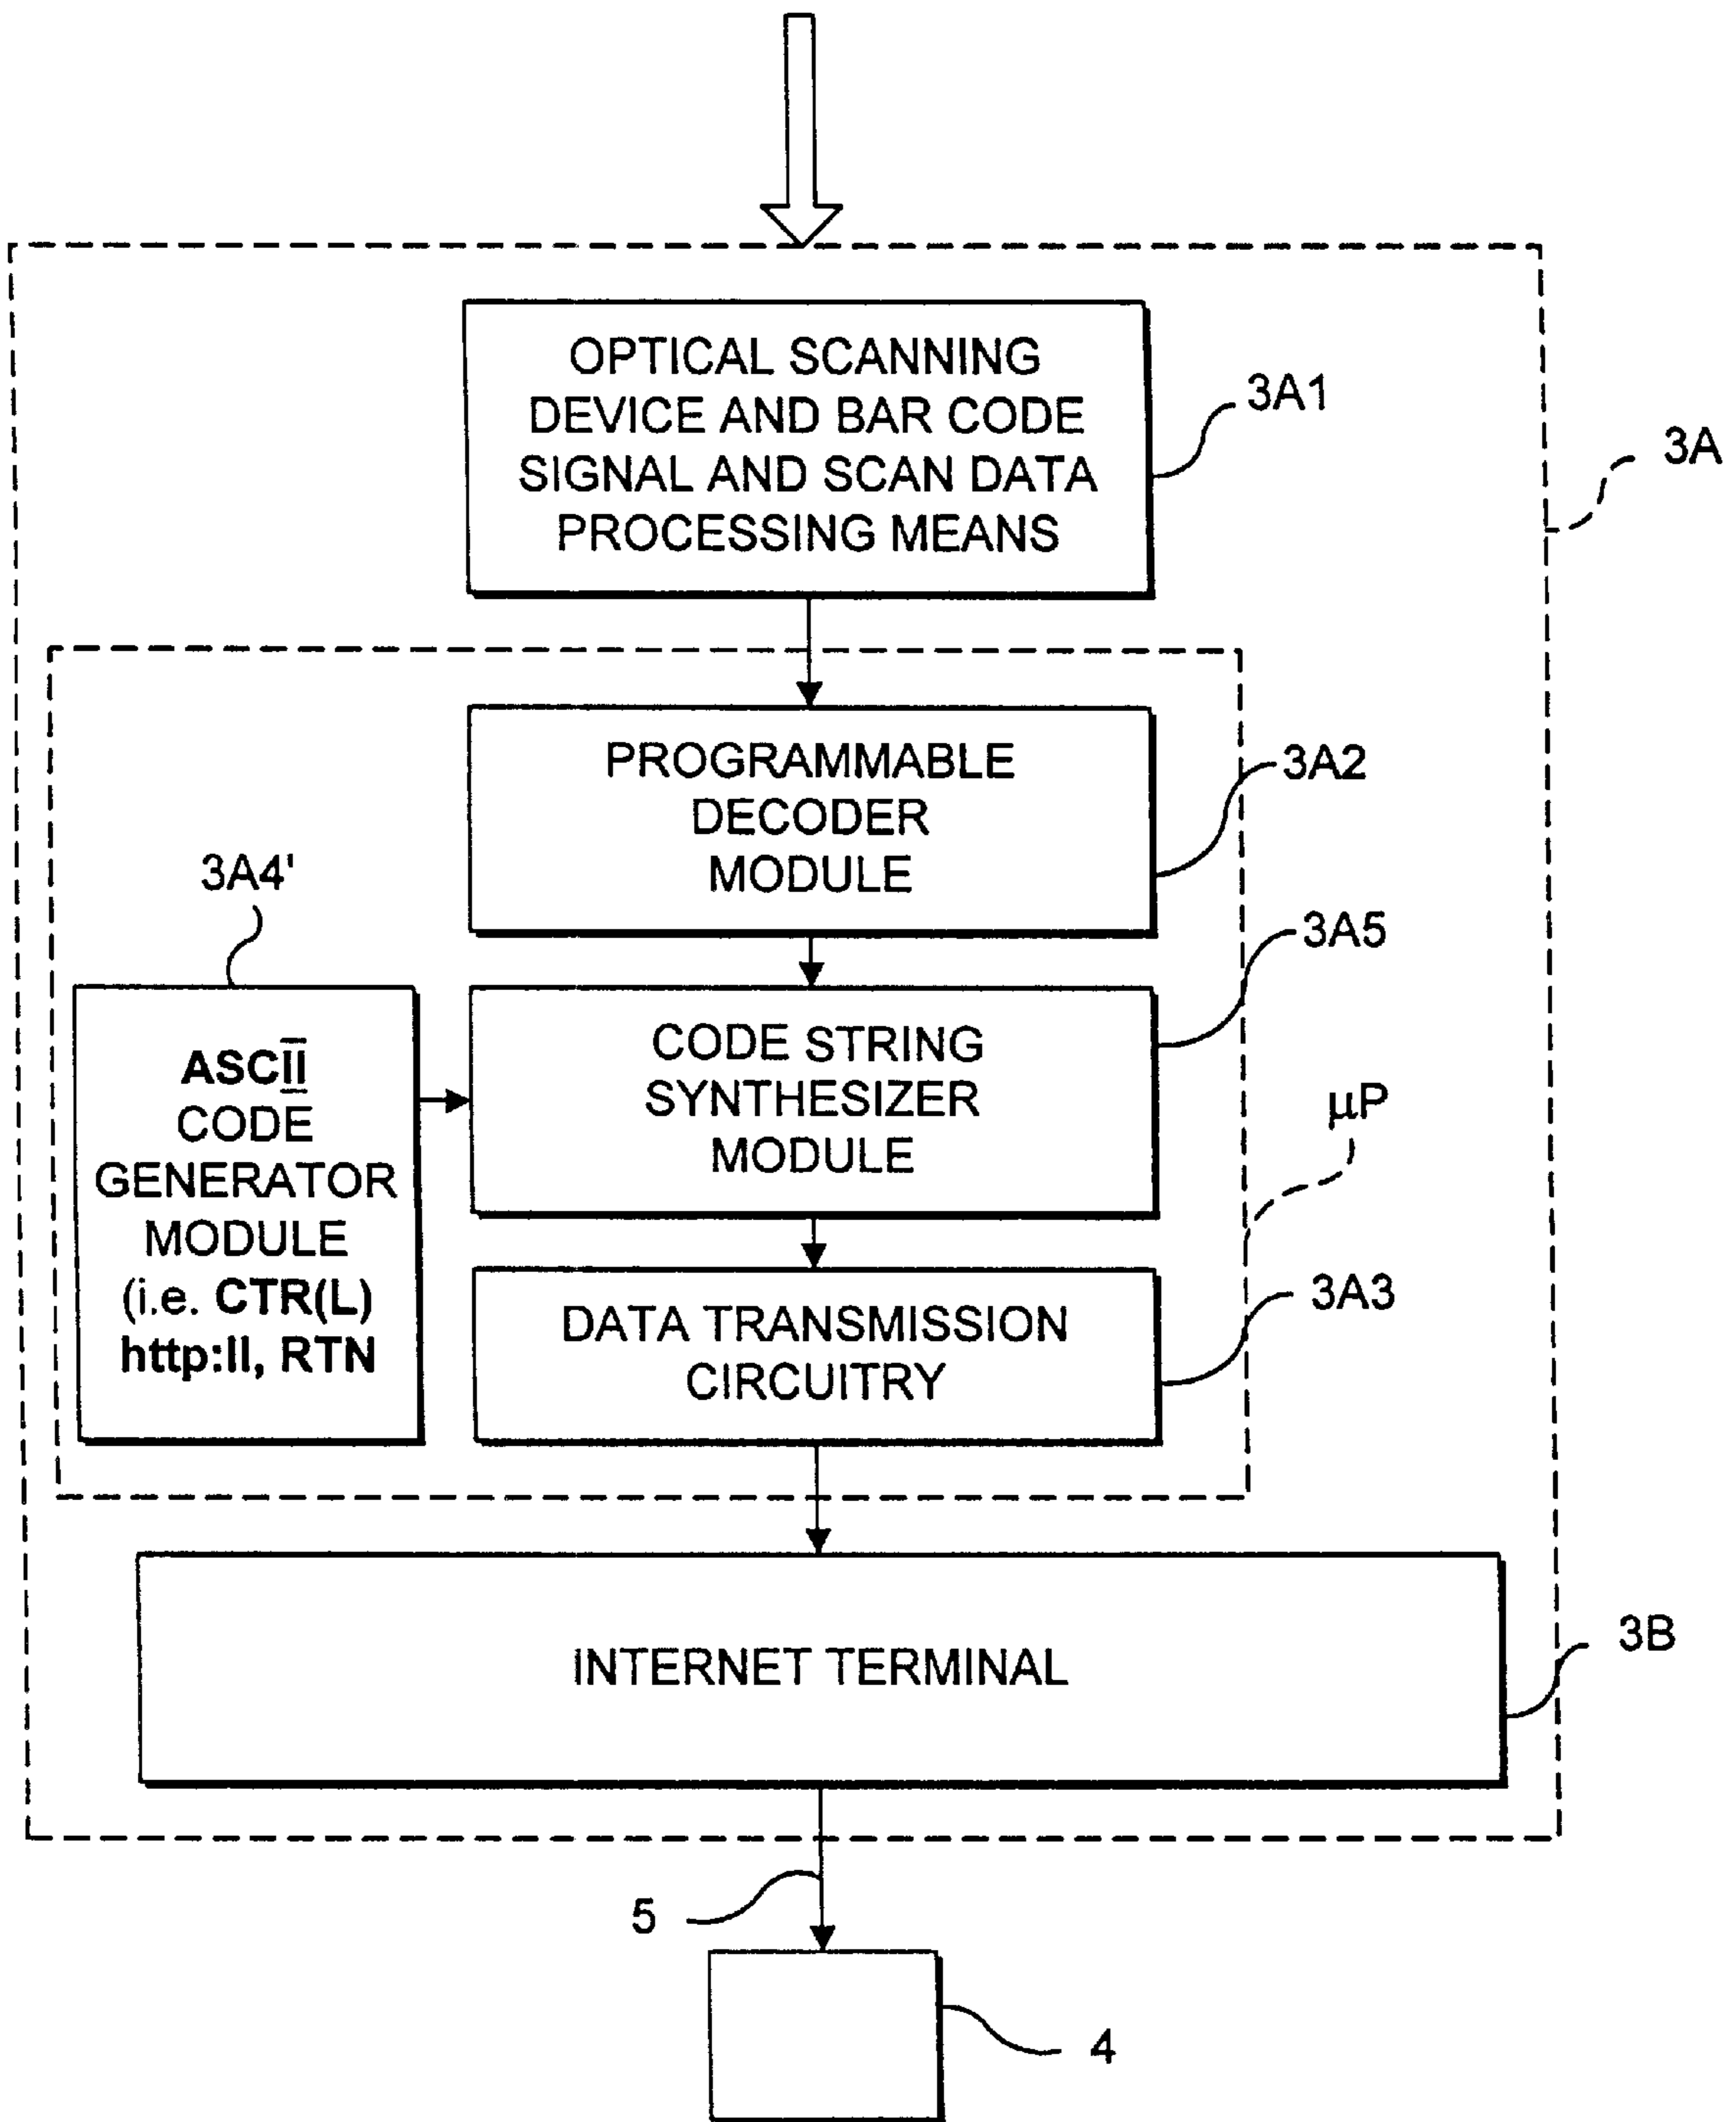 OPTICAL SCANNING
DEVICE AND BAR CODE
SIGNAL AND SCAN DATA
PROCESSING MEANS
3A1
3A
PROGRAMMABLE
DECODER
MODULE
3A2
3A4'
3A5
ASCII
CODE
GENERATOR
MODULE
(i.e. CTR(L)
http:II, RTN
CODE STRING
SYNTHESIZER
MODULE
µP
DATA TRANSMISSION
CIRCUITRY
3A3
INTERNET TERMINAL
3B
5
4